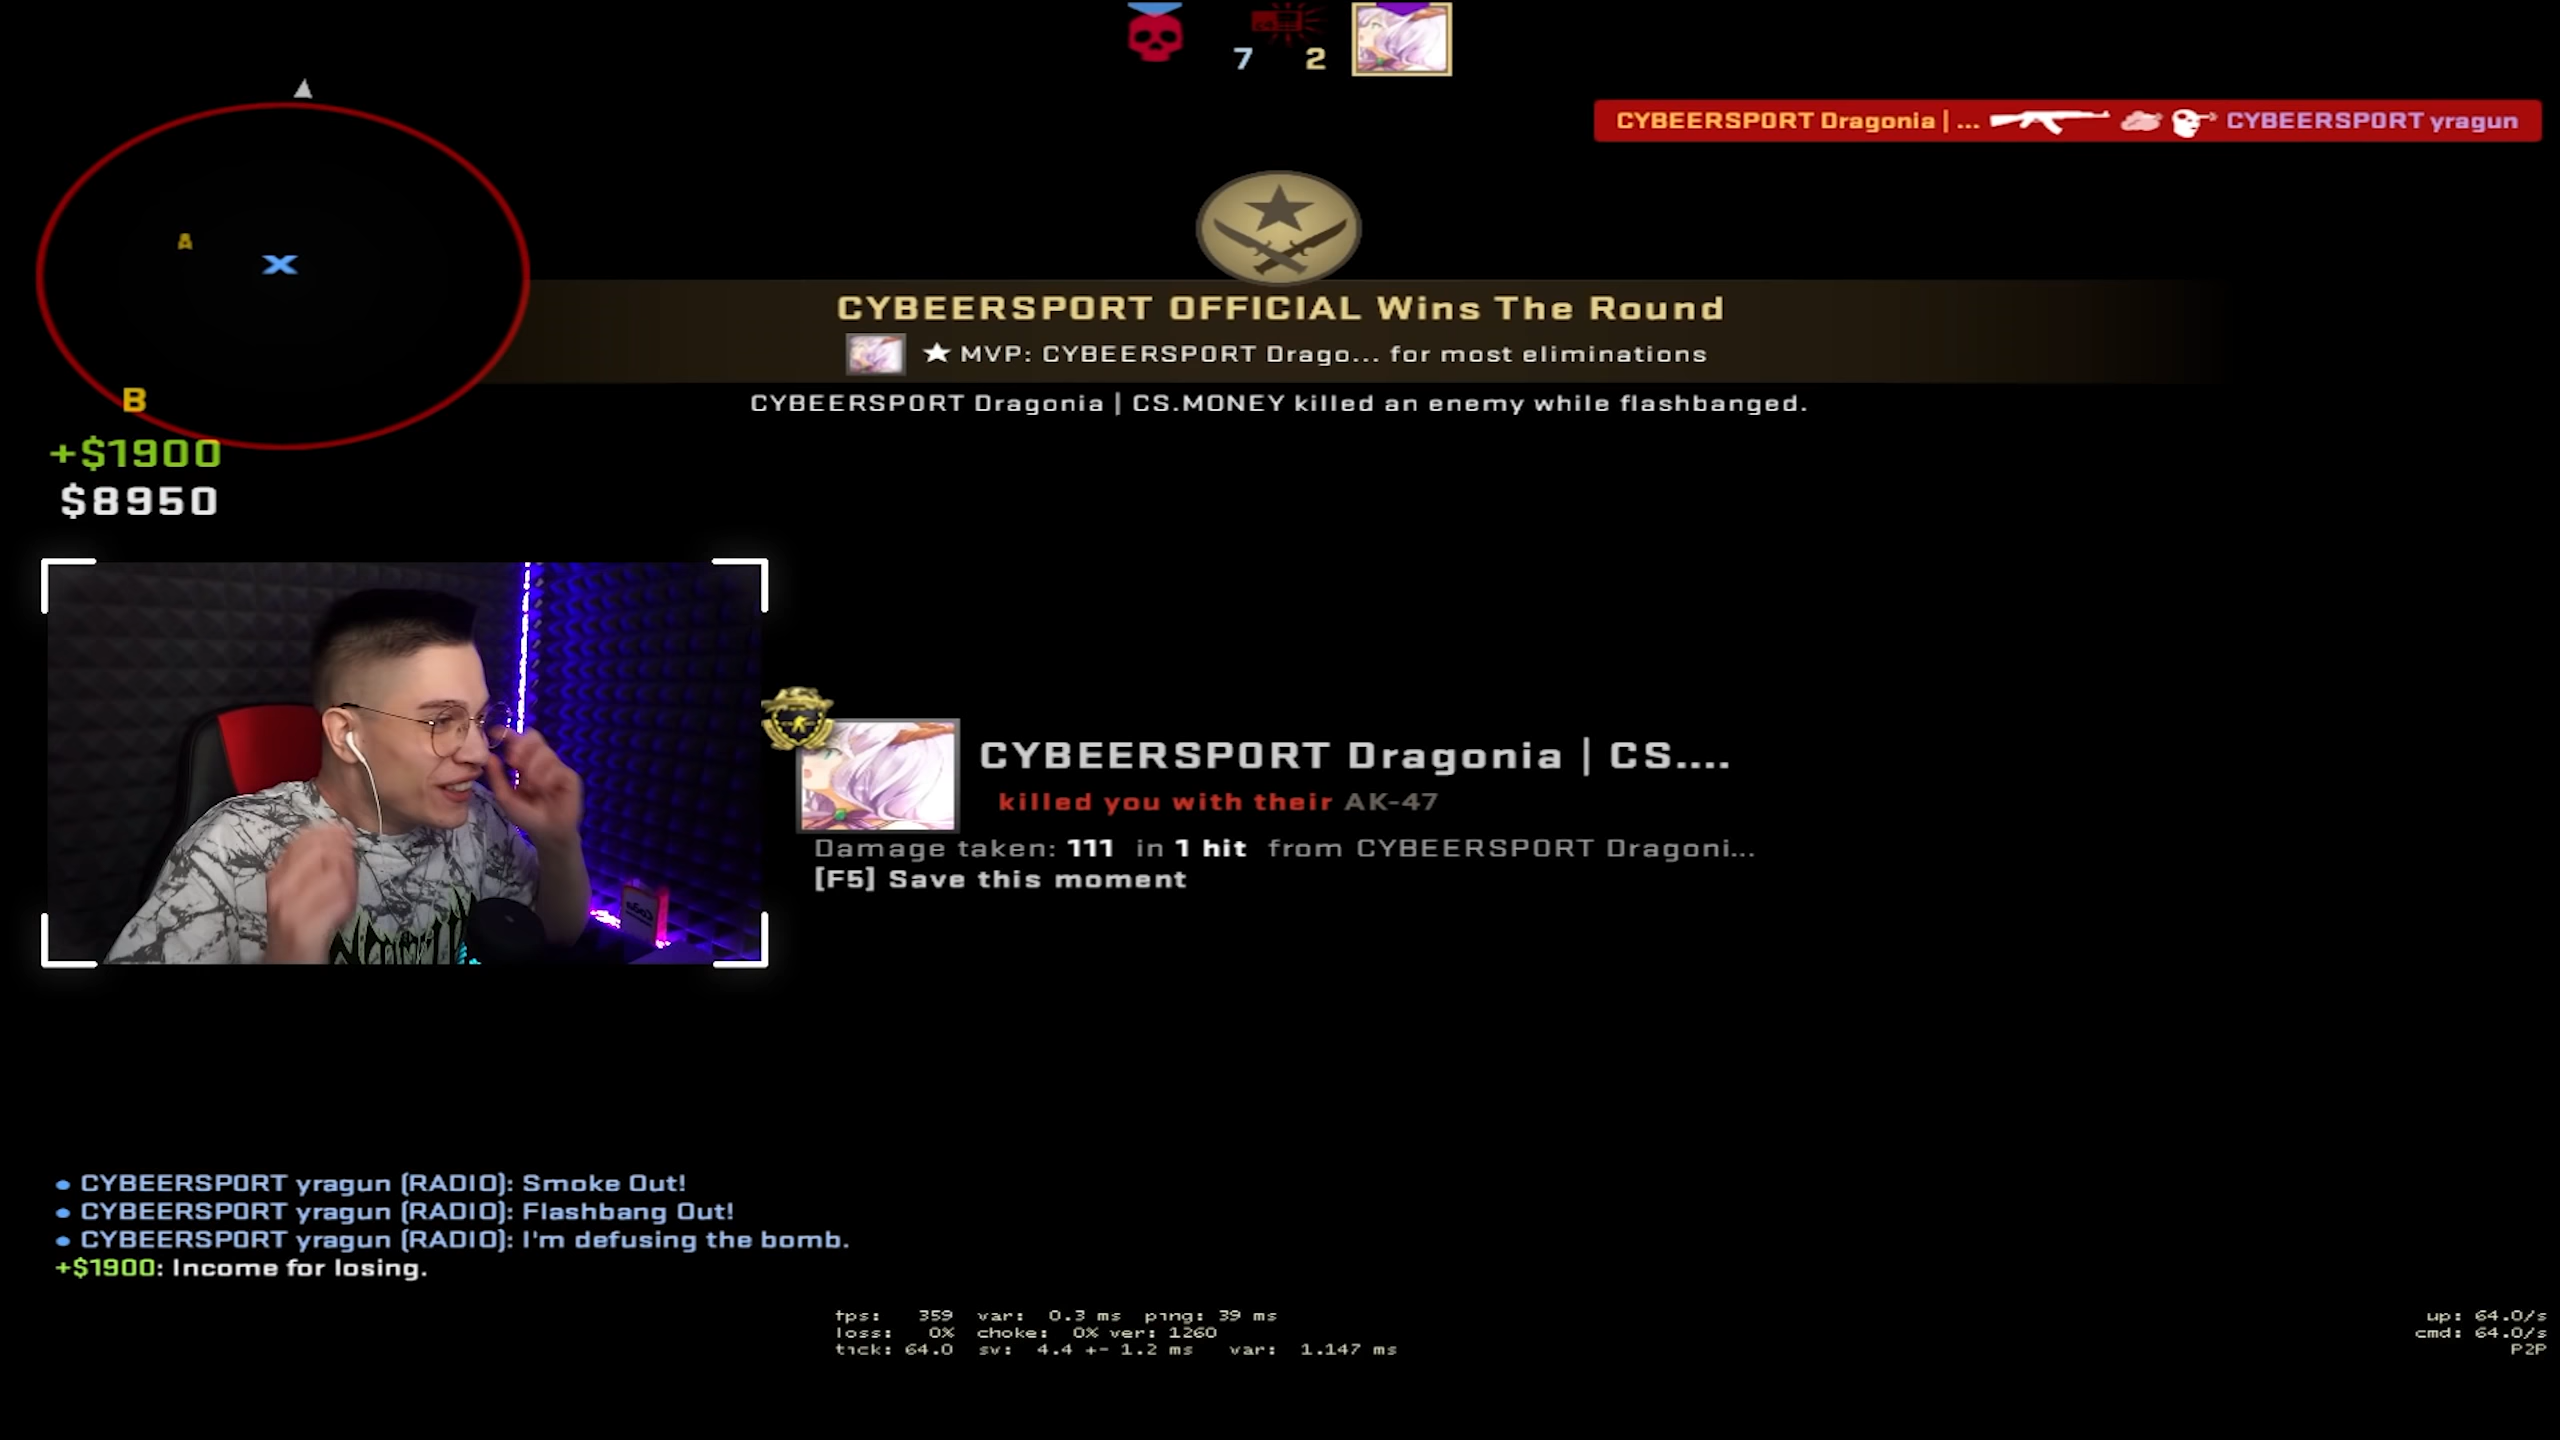 7 2
CYBEERSPORT Dragonia | ... CYBEERSPORT yragun
A
CYBEERSPORT OFFICIAL Wins The Round
★ MVP: CYBEERSPORT Drago... for most eliminations
B
CYBEERSPORT Dragonia | CS.MONEY killed an enemy while flashbanged.
+$1900
$8950
CYBEERSPORT Dragonia | CS....
killed you with their AK-47
Damage taken: 111 in 1 hit from CYBEERSPORT Dragoni...
[F5] Save this moment
• CYBEERSPORT yragun (RADIO): Smoke Out!
• CYBEERSPORT yragun (RADIO): Flashbang Out!
• CYBEERSPORT yragun (RADIO): I'm defusing the bomb.
+$1900: Income for losing.
fps: 359 var: 0.3 ms ping: 39 ms
loss: 0% choke: 0% ver: 1260
tick: 64.0 sv: 4.4 +- 1.2 ms var: 1.147 ms
up: 64.0/s
cmd: 64.0/s
P2P